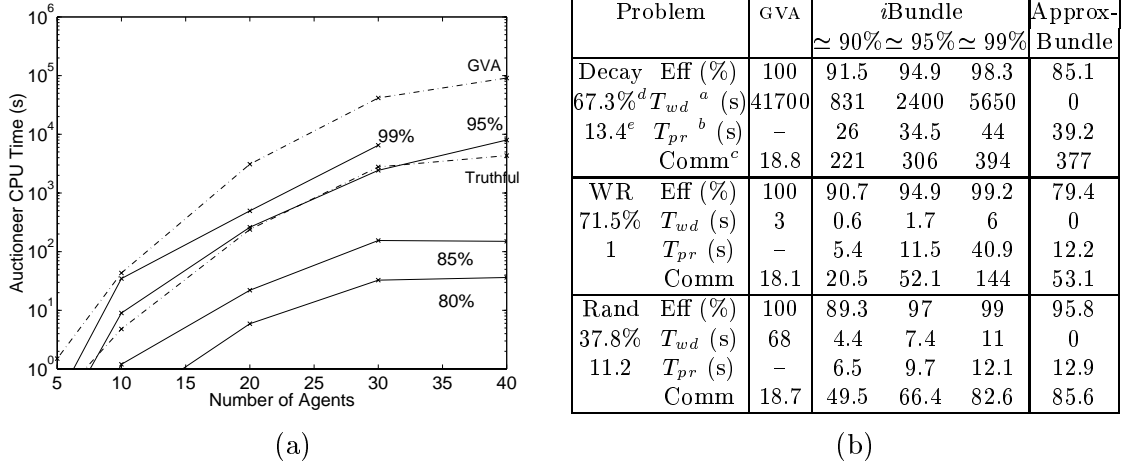 10^6
10^5
10^4
10^3
10^2
10^1
10^0
Auctioneer CPU Time (s)
GVA
99%
95%
Truthful
85%
80%
5 10 15 20 25 30 35 40
Number of Agents
(a)
Problem GVA iBundle Approx-
≃ 90% ≃ 95% ≃ 99% Bundle
Decay Eff (%) 100 91.5 94.9 98.3 85.1
67.3%^d T_wd ^a (s) 41700 831 2400 5650 0
13.4^e T_pr ^b (s) – 26 34.5 44 39.2
Comm^c 18.8 221 306 394 377
WR Eff (%) 100 90.7 94.9 99.2 79.4
71.5% T_wd (s) 3 0.6 1.7 6 0
1 T_pr (s) – 5.4 11.5 40.9 12.2
Comm 18.1 20.5 52.1 144 53.1
Rand Eff (%) 100 89.3 97 99 95.8
37.8% T_wd (s) 68 4.4 7.4 11 0
11.2 T_pr (s) – 6.5 9.7 12.1 12.9
Comm 18.7 49.5 66.4 82.6 85.6
(b)